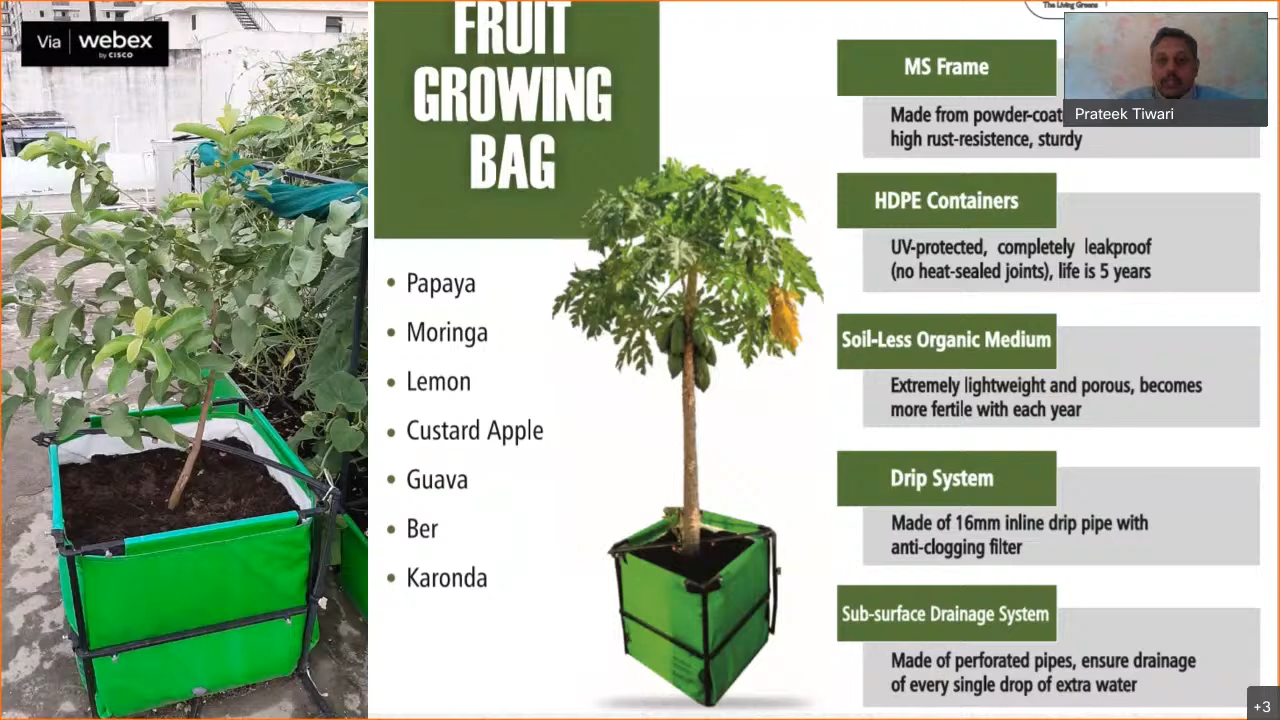 Via webex
by CISCO
FRUIT
GROWING
BAG
Papaya
Moringa
Lemon
Custard Apple
Guava
Ber
Karonda
The Living Greens
Prateek Tiwari
MS Frame
Made from powder-coat
high rust-resistance, sturdy
HDPE Containers
UV-protected, completely leakproof
(no heat-sealed joints), life is 5 years
Soil-Less Organic Medium
Extremely lightweight and porous, becomes
more fertile with each year
Drip System
Made of 16mm inline drip pipe with
anti-clogging filter
Sub-surface Drainage System
Made of perforated pipes, ensure drainage
of every single drop of extra water
+3